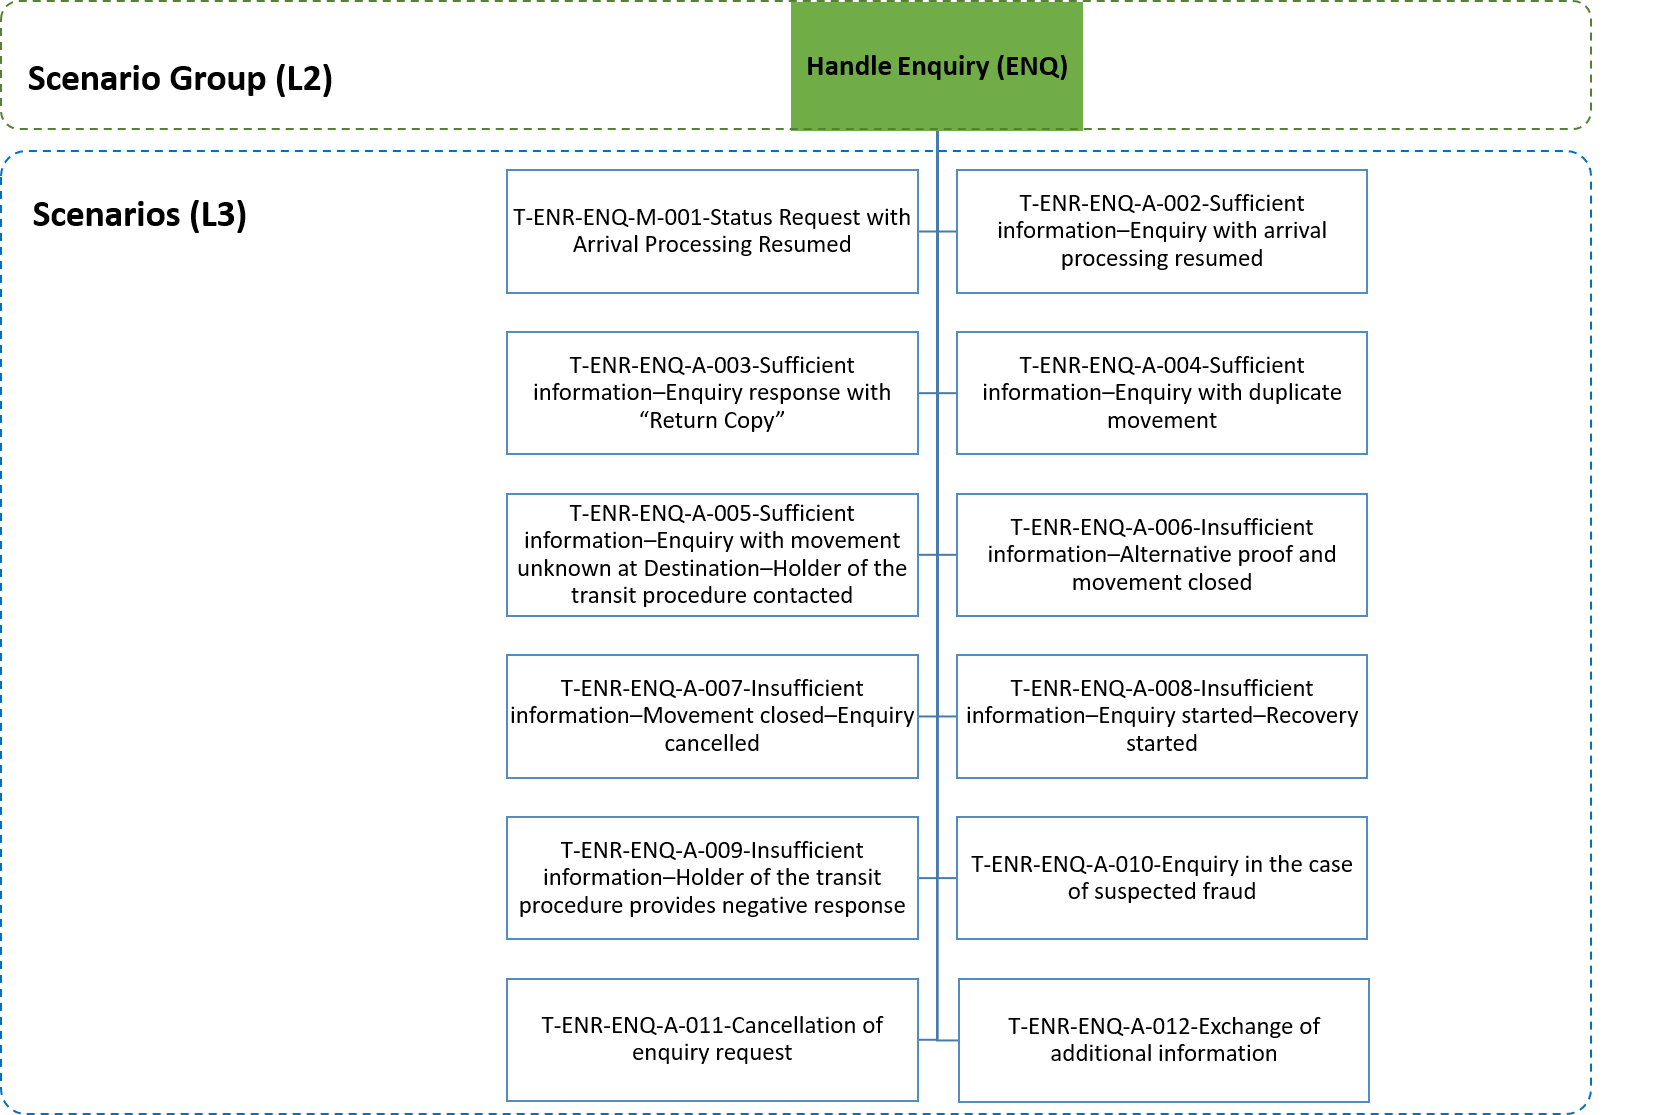 Handle Enquiry (ENQ)
Scenario Group (L2)
Scenarios (L3)
T-ENR-ENQ-M-001-Status Request with
Arrival Processing Resumed
T-ENR-ENQ-A-002-Sufficient
information–Enquiry with arrival
processing resumed
T-ENR-ENQ-A-003-Sufficient
information–Enquiry response with
“Return Copy”
T-ENR-ENQ-A-004-Sufficient
information–Enquiry with duplicate
movement
T-ENR-ENQ-A-005-Sufficient
information–Enquiry with movement
unknown at Destination–Holder of the
transit procedure contacted
T-ENR-ENQ-A-006-Insufficient
information–Alternative proof and
movement closed
T-ENR-ENQ-A-007-Insufficient
information–Movement closed–Enquiry
cancelled
T-ENR-ENQ-A-008-Insufficient
information–Enquiry started–Recovery
started
T-ENR-ENQ-A-009-Insufficient
information–Holder of the transit
procedure provides negative response
T-ENR-ENQ-A-010-Enquiry in the case
of suspected fraud
T-ENR-ENQ-A-011-Cancellation of
enquiry request
T-ENR-ENQ-A-012-Exchange of
additional information